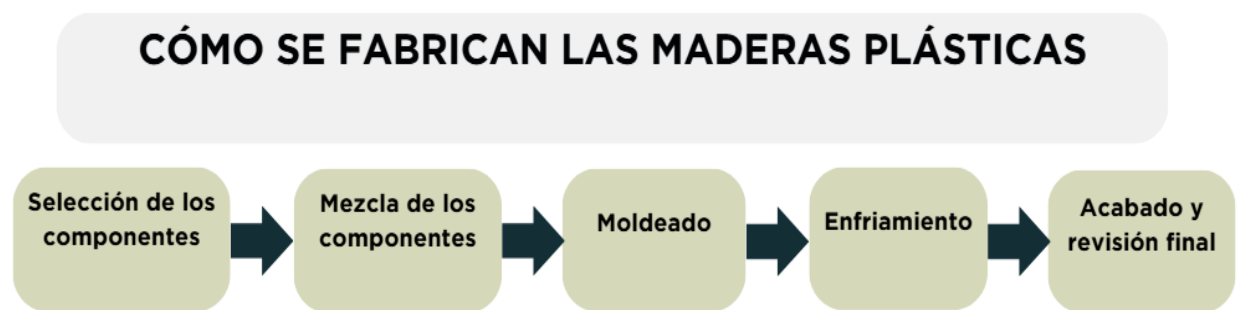 CÓMO SE FABRICAN LAS MADERAS PLÁSTICAS
Selección de los
componentes
Mezcla de los
componentes
Moldeado
Enfriamiento
Acabado y
revisión final